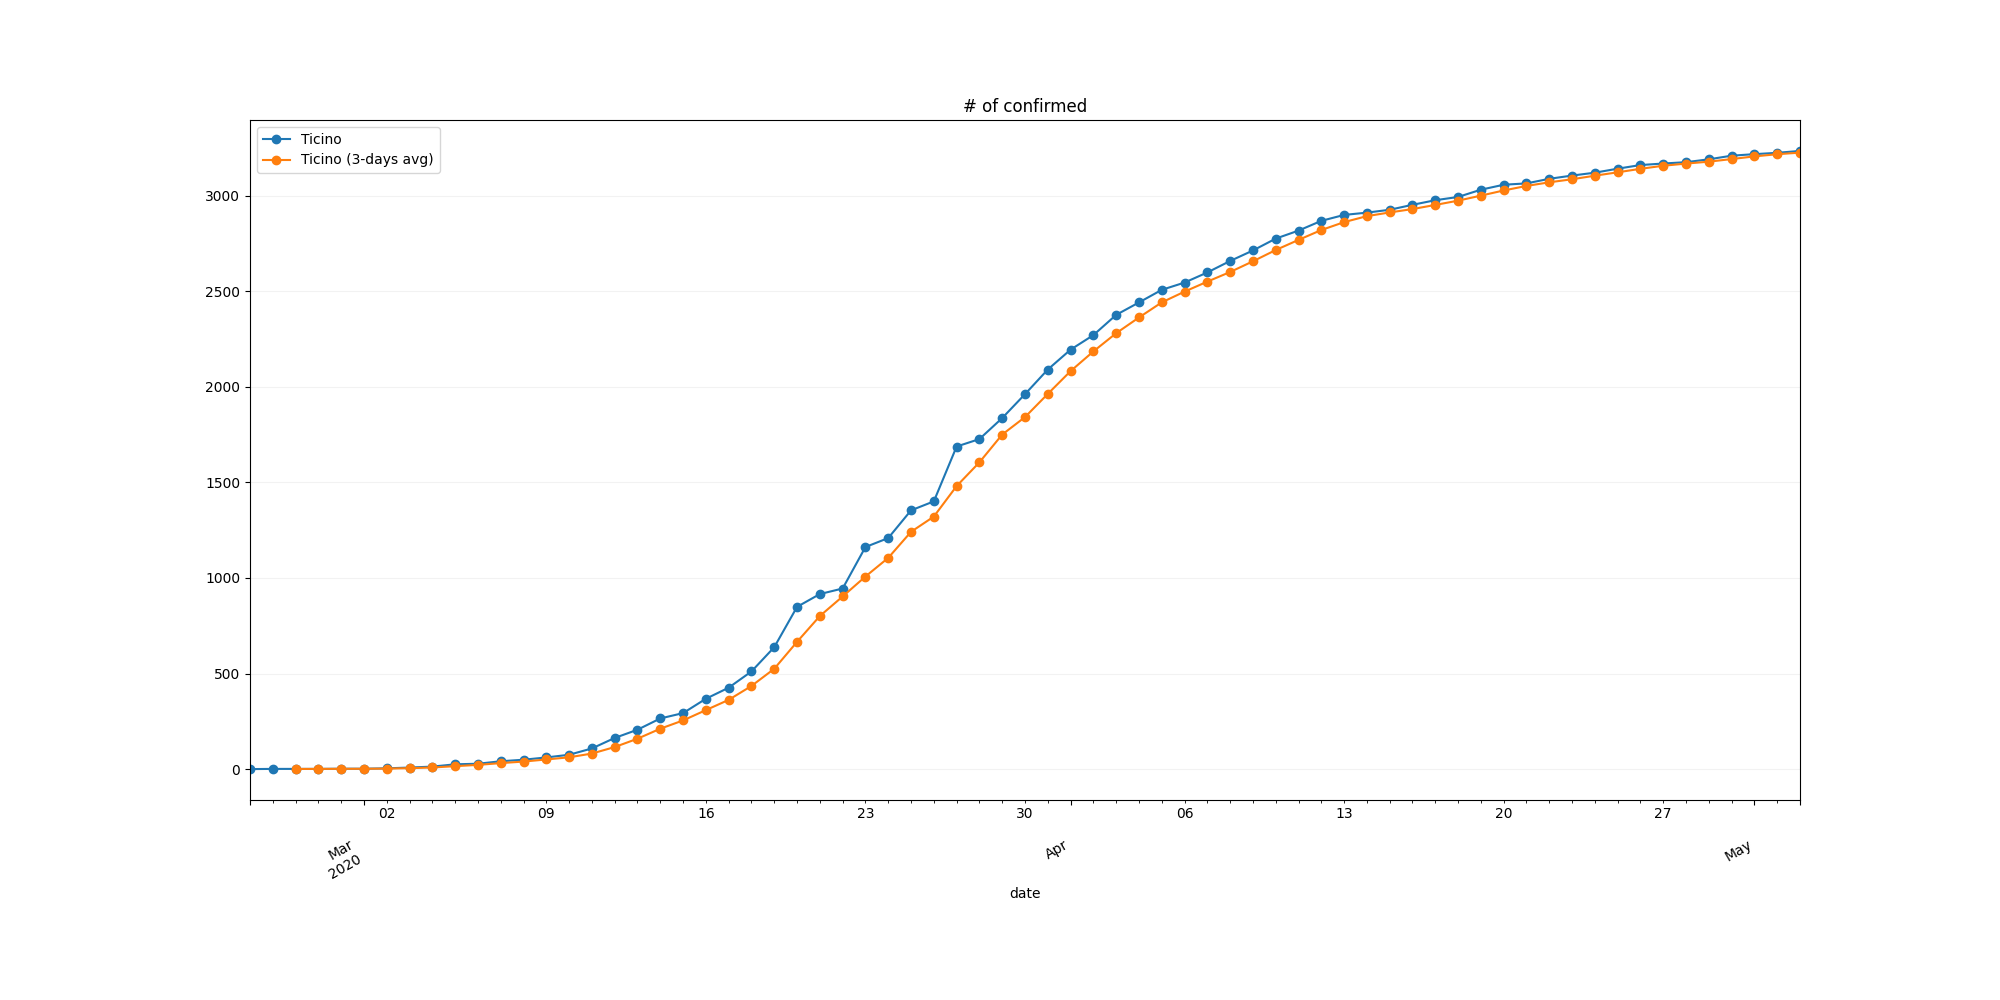 # of confirmed
Ticino
Ticino (3-days avg)
3000
2500
2000
1500
1000
500
0
02 09 16 23 30 06 13 20 27
Mar Apr May
2020
date